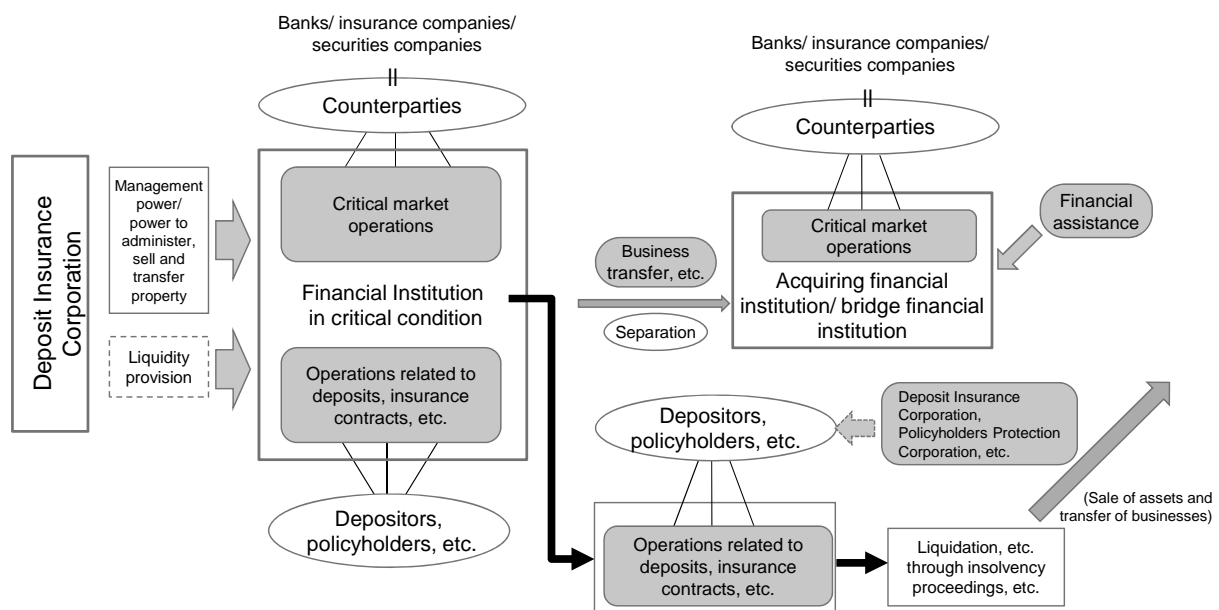 Banks/ insurance companies/
securities companies
Counterparties
Deposit Insurance
Corporation
Management
power/
power to
administer,
sell and
transfer
property
Liquidity
provision
Critical market
operations
Financial Institution
in critical condition
Operations related to
deposits, insurance
contracts, etc.
Depositors,
policyholders, etc.
Business
transfer, etc.
Separation
Banks/ insurance companies/
securities companies
Counterparties
Critical market
operations
Acquiring financial
institution/ bridge financial
institution
Financial
assistance
Depositors,
policyholders, etc.
Deposit Insurance
Corporation,
Policyholders Protection
Corporation, etc.
Operations related to
deposits, insurance
contracts, etc.
Liquidation, etc.
through insolvency
proceedings, etc.
(Sale of assets and
transfer of businesses)